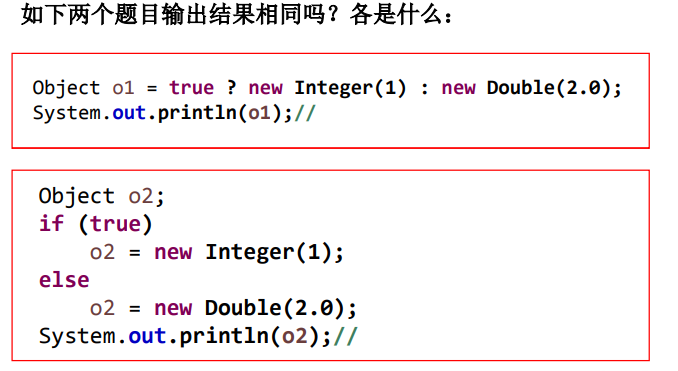 如下两个题目输出结果相同吗？各是什么：
Object o1 = true ? new Integer(1) : new Double(2.0);
System.out.println(o1);//
Object o2;
if (true)
    o2 = new Integer(1);
else
    o2 = new Double(2.0);
System.out.println(o2);//